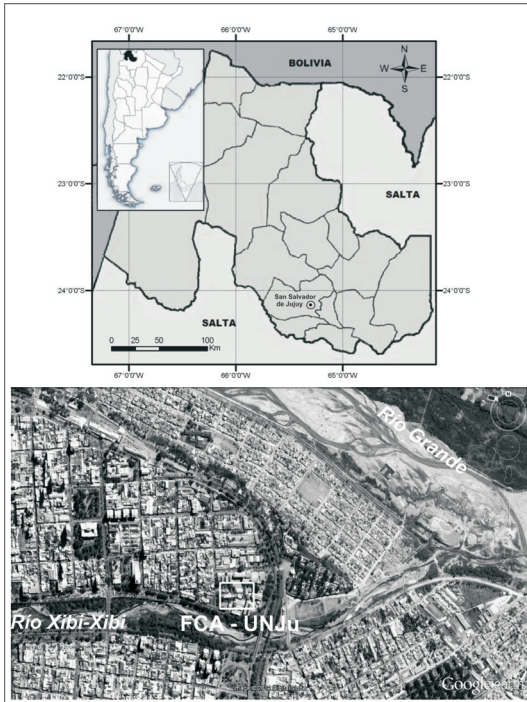 67°0'0"W 66°0'0"W 65°0'0"W
BOLIVIA
N
W E
S
22°0'0"S 22°0'0"S
SALTA
23°0'0"S 23°0'0"S
San Salvador
de Jujuy
24°0'0"S 24°0'0"S
SALTA
0 25 50 100
Km
67°0'0"W 66°0'0"W 65°0'0"W
Río Grande
Río Xibi-Xibi
FCA - UNJu
Google